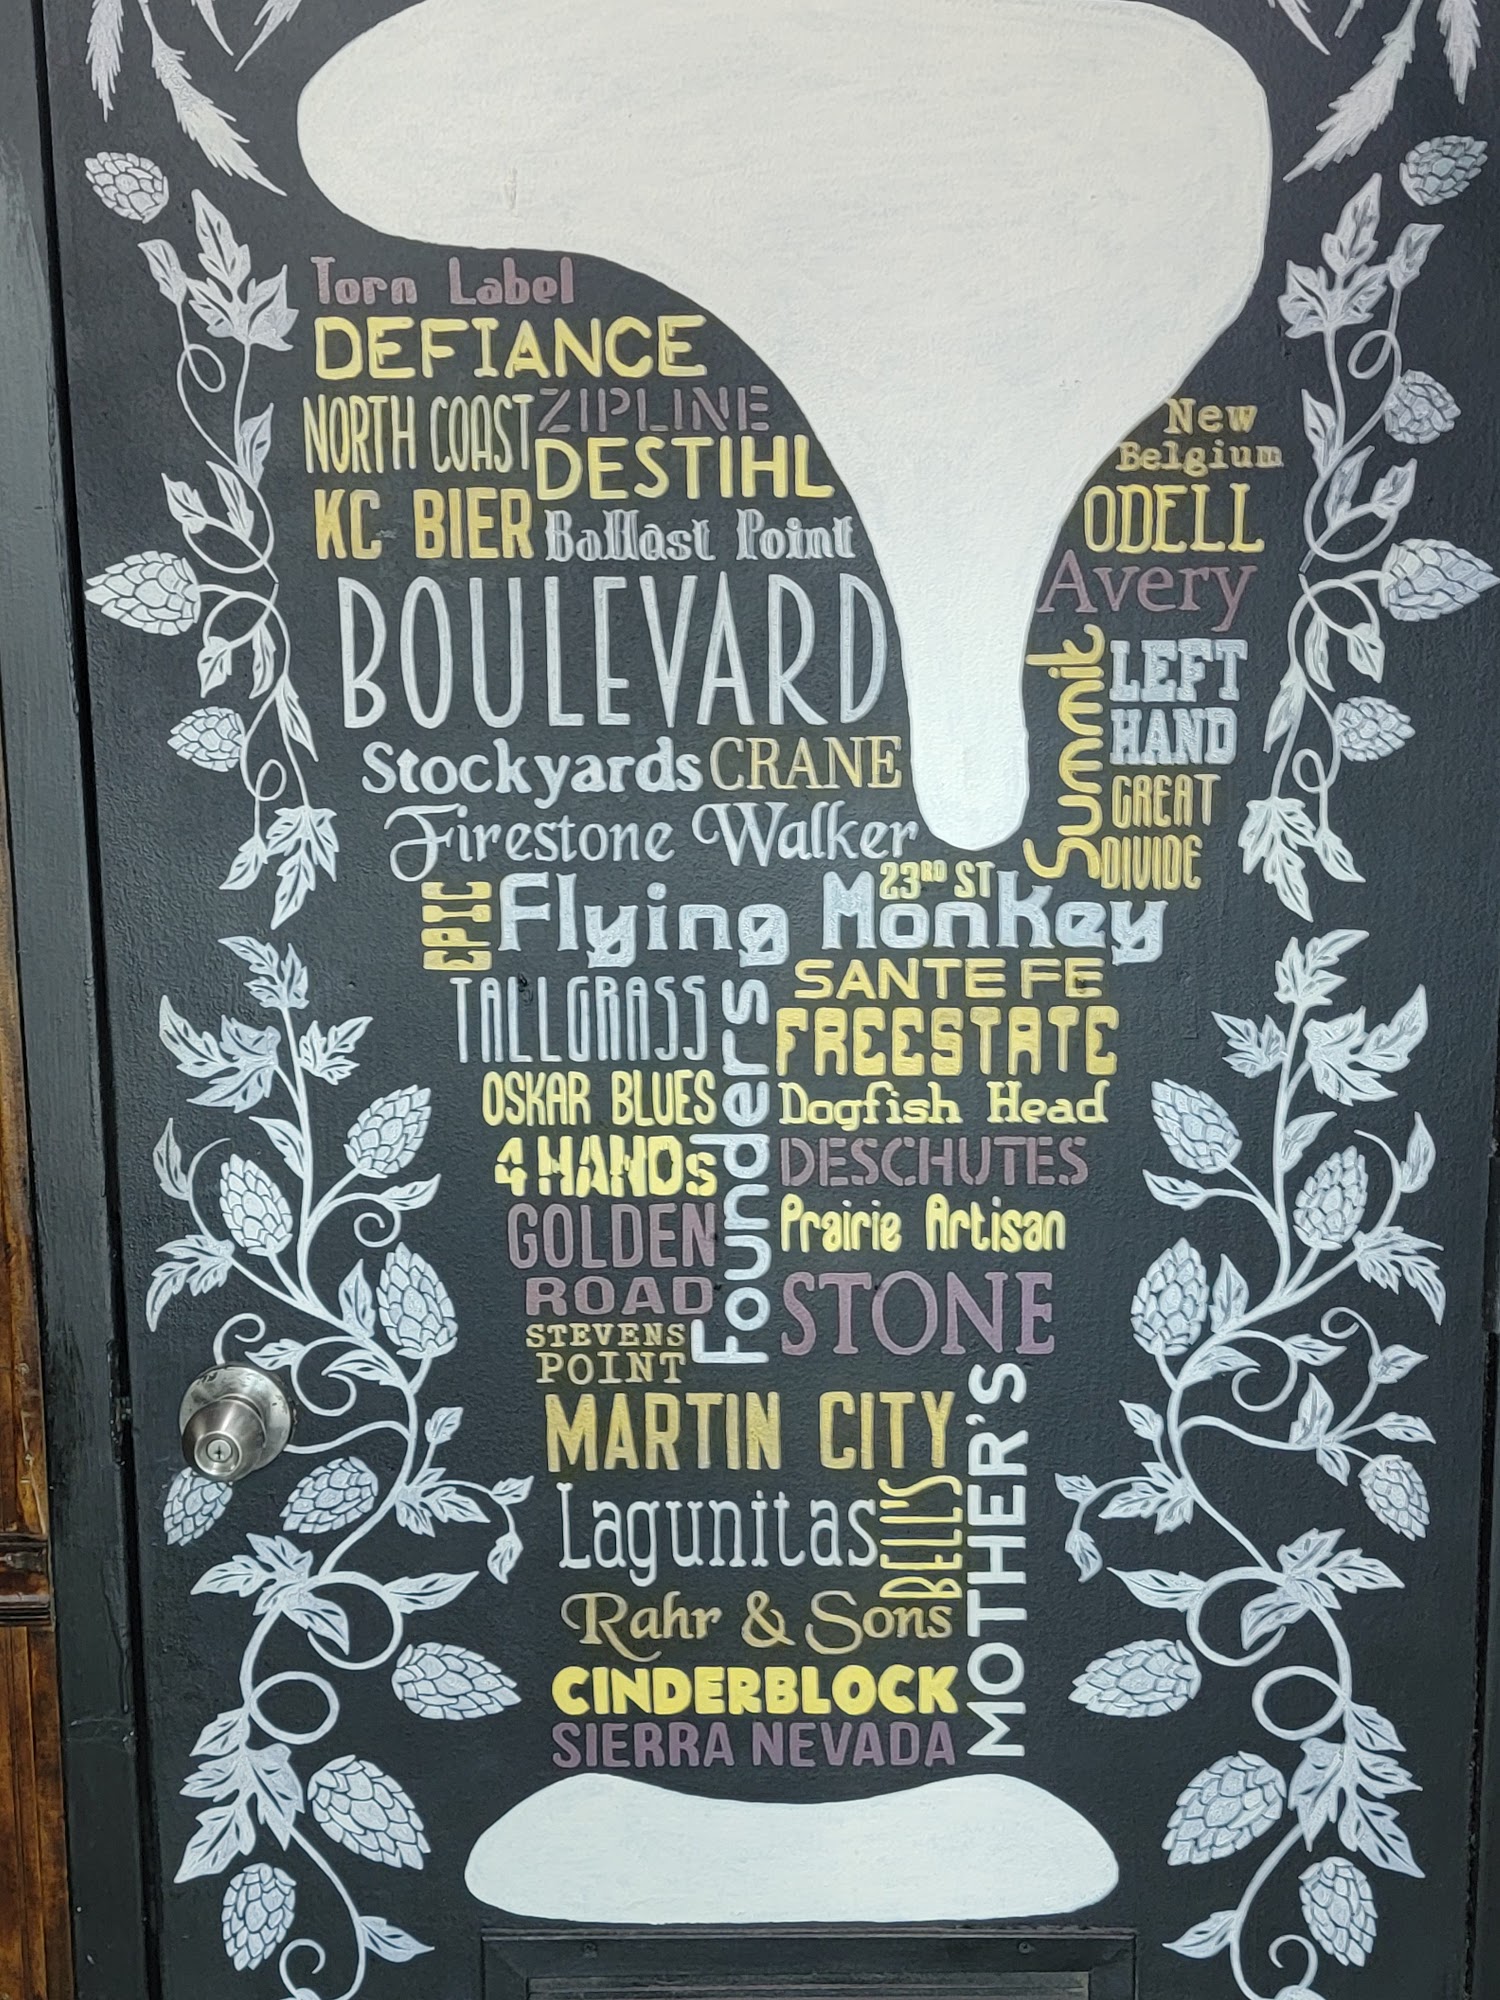 Torn Label
DEFIANCE
NORTH COAST
ZIPLINE
DESTIHL
KC BIER
Ballast Point
BOULEVARD
Stockyards
CRANE
Firestone Walker
New
Belgium
ODELL
Avery
Summit
LEFT
HAND
GREAT
DIVIDE
EPIC
Flying Monkey
23RD ST
TALLGRASS
Founders
SANTE FE
FREESTATE
OSKAR BLUES
Dogfish Head
4 HANDS
DESCHUTES
GOLDEN
ROAD
Prairie Artisan
STONE
STEVENS
POINT
MARTIN CITY
MOTHER'S
Lagunitas
BELL'S
Rahr & Sons
CINDERBLOCK
SIERRA NEVADA